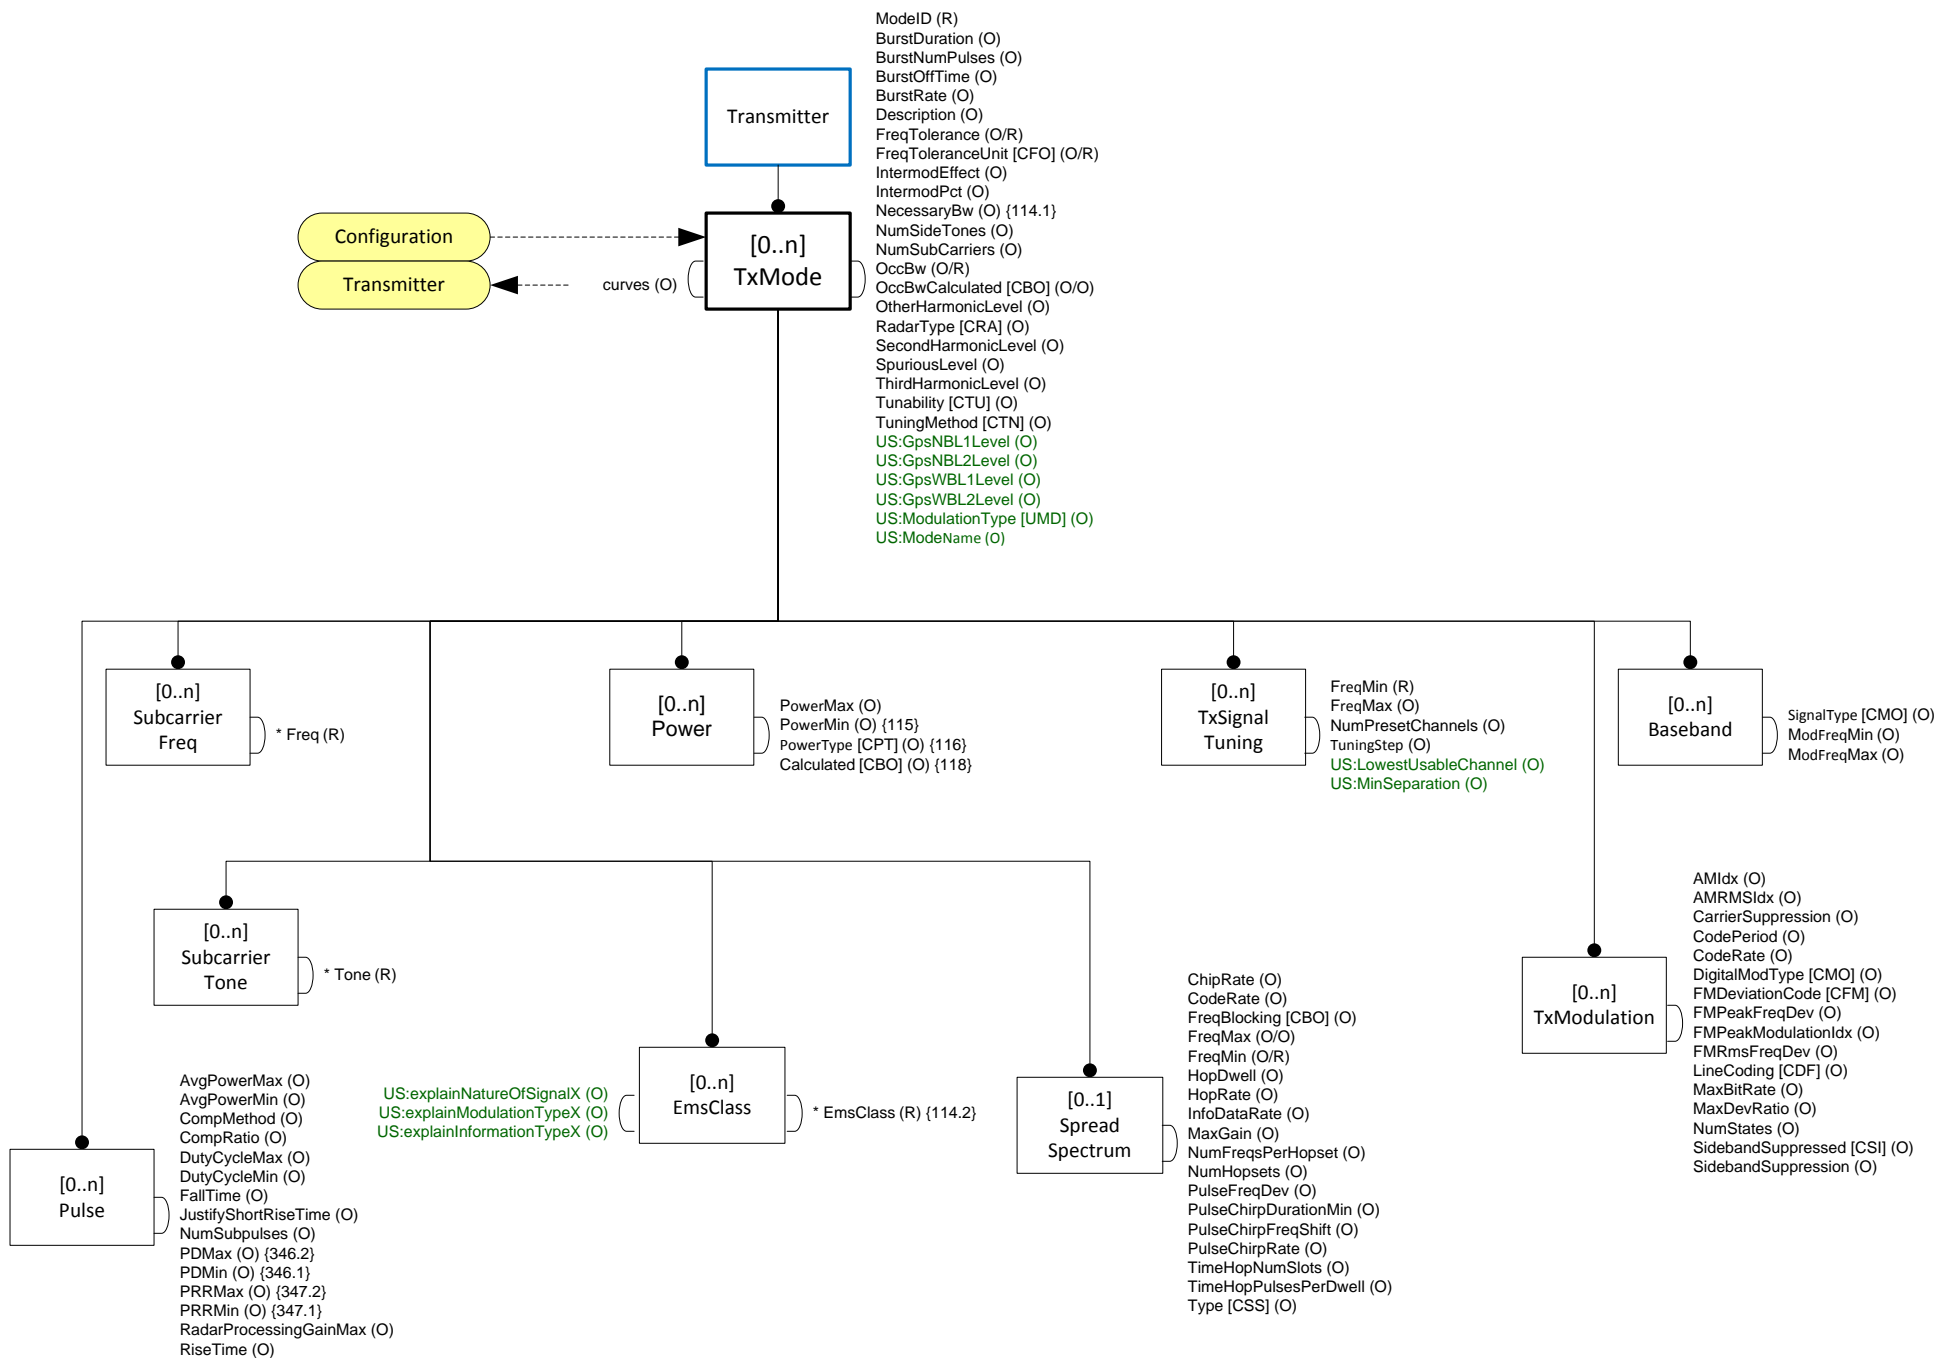 ModeID (R)
BurstDuration (O)
BurstNumPulses (O)
BurstOffTime (O)
BurstRate (O)
Description (O)
FreqTolerance (O/R)
FreqToleranceUnit [CFO] (O/R)
IntermodEffect (O)
IntermodPct (O)
NecessaryBw (O) {114.1}
NumSideTones (O)
NumSubCarriers (O)
OccBw (O/R)
OccBwCalculated [CBO] (O/O)
OtherHarmonicLevel (O)
RadarType [CRA] (O)
SecondHarmonicLevel (O)
SpuriousLevel (O)
ThirdHarmonicLevel (O)
Tunability [CTU] (O)
TuningMethod [CTN] (O)
US:GpsNBL1Level (O)
US:GpsNBL2Level (O)
US:GpsWBL1Level (O)
US:GpsWBL2Level (O)
US:ModulationType [UMD] (O)
US:ModeName (O)
Transmitter
Configuration
Transmitter
curves (O)
[0..n]
TxMode
[0..n]
Subcarrier
Freq
* Freq (R)
[0..n]
Power
PowerMax (O)
PowerMin (O) {115}
PowerType [CPT] (O) {116}
Calculated [CBO] (O) {118}
[0..n]
TxSignal
Tuning
FreqMin (R)
FreqMax (O)
NumPresetChannels (O)
TuningStep (O)
US:LowestUsableChannel (O)
US:MinSeparation (O)
[0..n]
Baseband
SignalType [CMO] (O)
ModFreqMin (O)
ModFreqMax (O)
[0..n]
Subcarrier
Tone
* Tone (R)
[0..n]
TxModulation
AMIdx (O)
AMRMSIdx (O)
CarrierSuppression (O)
CodePeriod (O)
CodeRate (O)
DigitalModType [CMO] (O)
FMDeviationCode [CFM] (O)
FMPeakFreqDev (O)
FMPeakModulationIdx (O)
FMRmsFreqDev (O)
LineCoding [CDF] (O)
MaxBitRate (O)
MaxDevRatio (O)
NumStates (O)
SidebandSuppressed [CSI] (O)
SidebandSuppression (O)
US:explainNatureOfSignalX (O)
US:explainModulationTypeX (O)
US:explainInformationTypeX (O)
[0..n]
EmsClass
* EmsClass (R) {114.2}
[0..1]
Spread
Spectrum
ChipRate (O)
CodeRate (O)
FreqBlocking [CBO] (O)
FreqMax (O/O)
FreqMin (O/R)
HopDwell (O)
HopRate (O)
InfoDataRate (O)
MaxGain (O)
NumFreqsPerHopset (O)
NumHopsets (O)
PulseFreqDev (O)
PulseChirpDurationMin (O)
PulseChirpFreqShift (O)
PulseChirpRate (O)
TimeHopNumSlots (O)
TimeHopPulsesPerDwell (O)
Type [CSS] (O)
[0..n]
Pulse
AvgPowerMax (O)
AvgPowerMin (O)
CompMethod (O)
CompRatio (O)
DutyCycleMax (O)
DutyCycleMin (O)
FallTime (O)
JustifyShortRiseTime (O)
NumSubpulses (O)
PDMax (O) {346.2}
PDMin (O) {346.1}
PRRMax (O) {347.2}
PRRMin (O) {347.1}
RadarProcessingGainMax (O)
RiseTime (O)